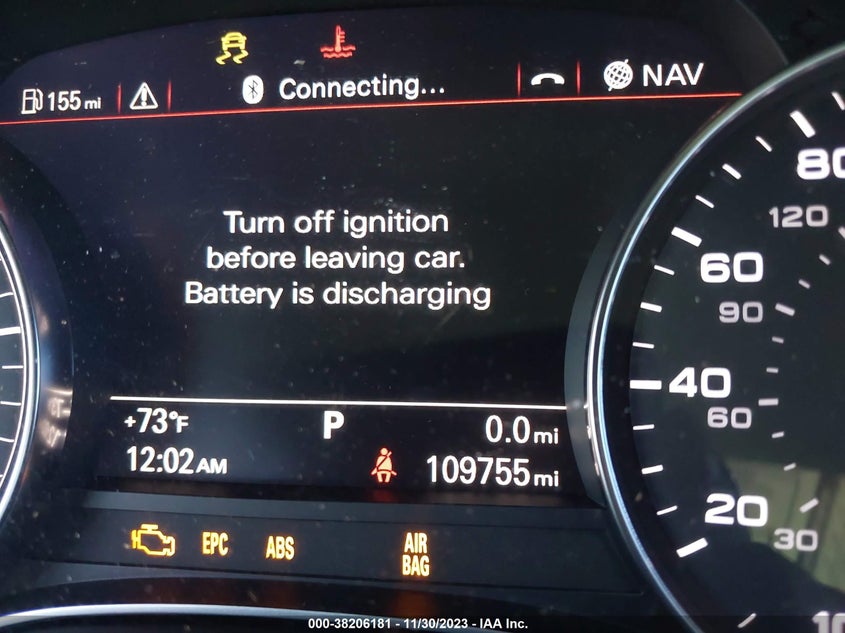 155 mi
Connecting...
NAV
Turn off ignition
before leaving car.
Battery is discharging
+73°F
P
0.0 mi
12:02 AM
109755 mi
EPC
ABS
AIR
BAG
80
120
60
90
40
60
20
30
000-38206181 - 11/30/2023 - IAA Inc.